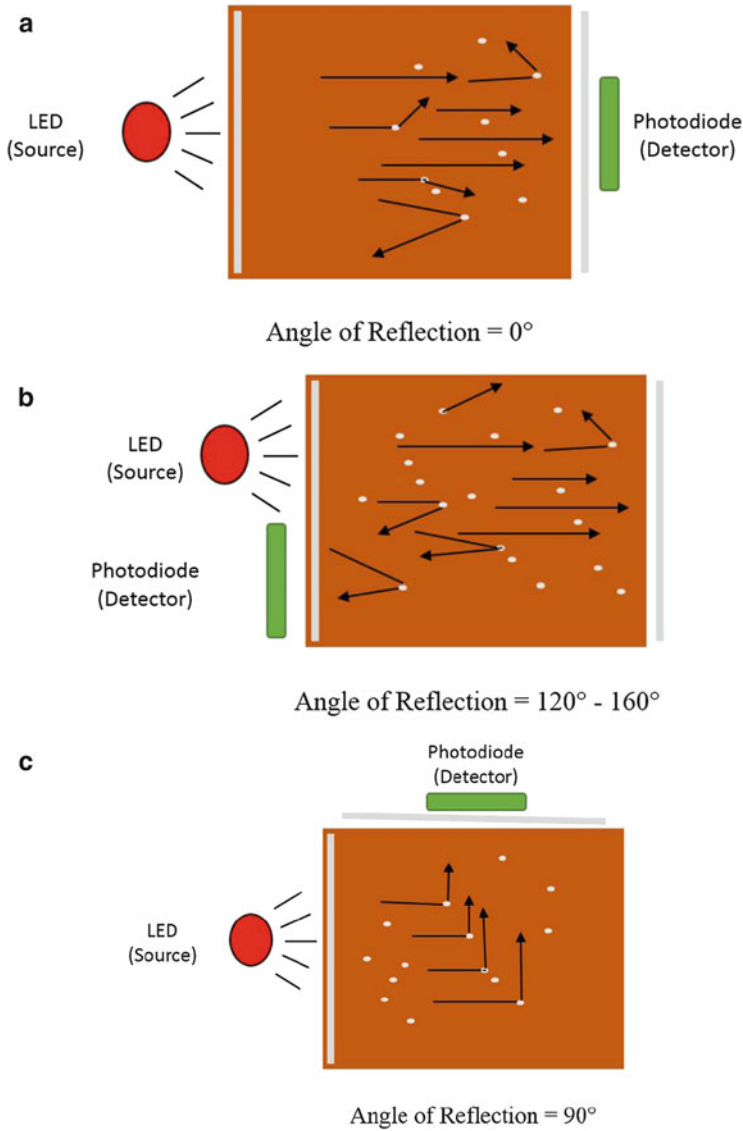 a
LED
(Source)
Photodiode
(Detector)
Angle of Reflection = 0°
b
LED
(Source)
Photodiode
(Detector)
Angle of Reflection = 120° - 160°
c
Photodiode
(Detector)
LED
(Source)
Angle of Reflection = 90°